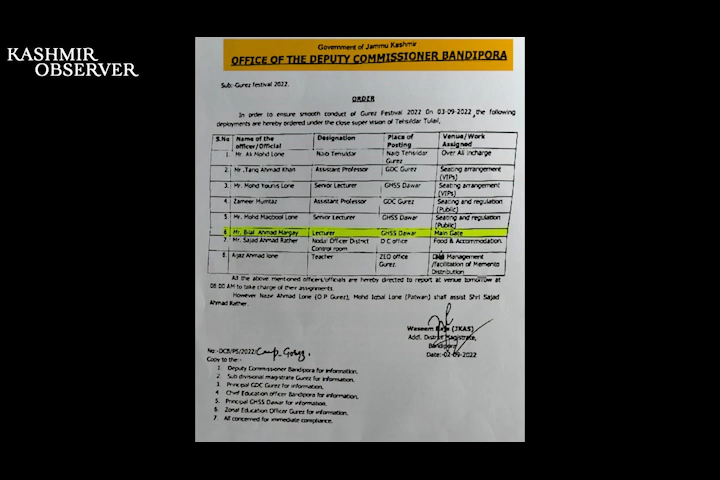 KASHMIR
OBSERVER
Government of Jammu Kashmir
OFFICE OF THE DEPUTY COMMISSIONER BANDIPORA
Sub:-Gurez festival 2022.
ORDER
In order to ensure smooth conduct of Gurez Festival 2022 On 03-09-2022 ,the following
deployments are hereby ordered under the close super vision of Tehsildar Tulail,
S.No Name of the officer/Official Designation Place of Posting Venue/Work Assigned
1. Mr. Ali Mohd Lone Naib Tehsildar Naib Tehsildar Gurez Over All incharge
2. Mr .Tariq Ahmad Khan Assistant Professor GDC Gurez Seating arrangement (VIPs)
3. Mr. Mohd Younis Lone Senior Lecturer GHSS Dawar Seating arrangement (VIPs)
4. Zameer Mumtaz Assistant Professor GDC Gurez Seating and regulation (Public)
5. Mr. Mohd Maqbool Lone Senior Lecturer GHSS Dawar Seating and regulation (Public)
6. Mr. Bilal Ahmad Margay Lecturer GHSS Dawar Main Gate
7. Mr. Sajad Ahmad Rather Nodal Officer District Control room D C office Food & Accommodation.
8. Aijaz Ahmad lone Teacher ZEO office Gurez. Management /facilitation of Memento Distribution
All the above mentioned officers/officials are hereby directed to report at venue tomorrow at
08:00 AM to take charge of their assignments.
However Nazir Ahmad Lone (O P Gurez), Mohd Iqbal Lone (Patwari) shall assist Shri Sajad
Ahmad Rather.
Waseem Raja (JKAS)
Addl. District Magistrate,
Bandipora
Date:-02-09-2022
No:-DCB/PS/2022/Camp Gurez.
Copy to the:-
1. Deputy Commissioner Bandipora for information.
2. Sub divisional magistrate Gurez for information.
3. Principal GDC Gurez for information.
4. Chief Education officer Bandipora for information.
5. Principal GHSS Dawar for information.
6. Zonal Education Officer Gurez for information.
7. All concerned for immediate compliance.